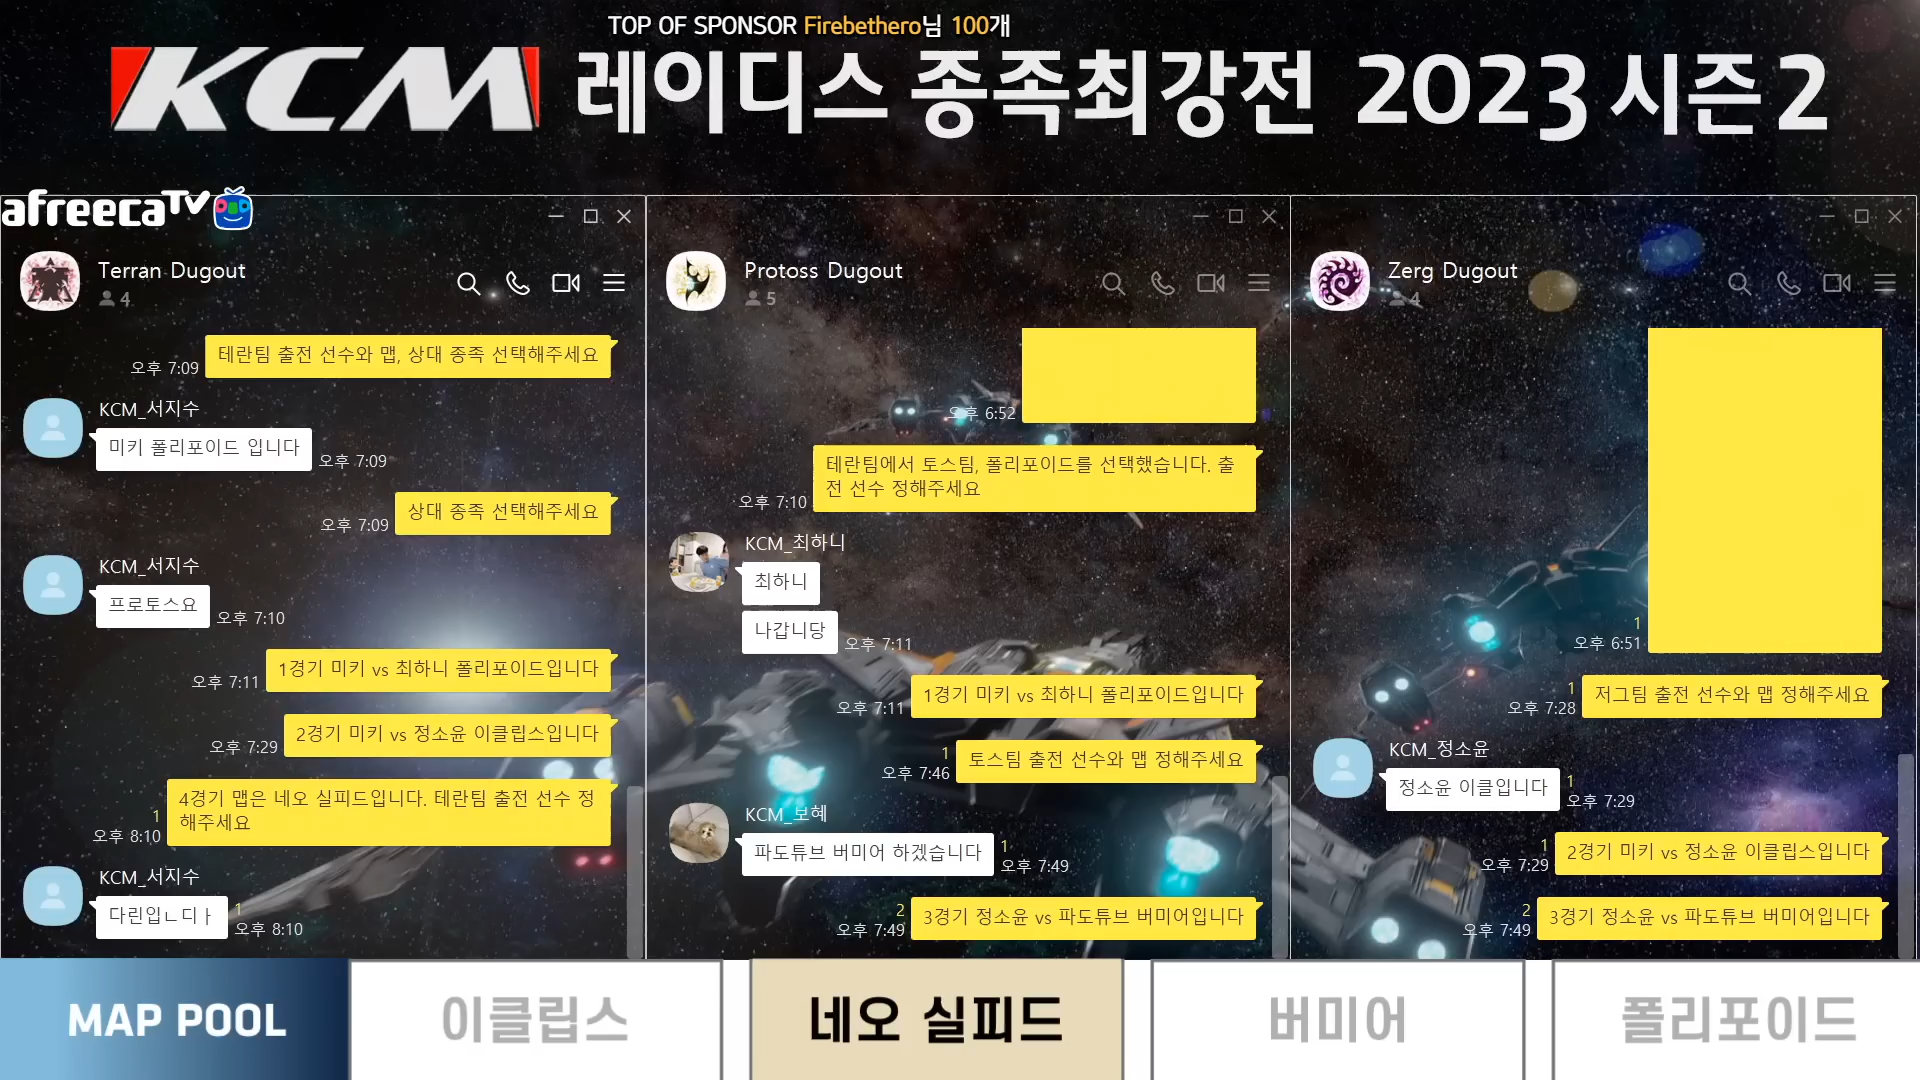 TOP OF SPONSOR Firebethero님 100개
KCM 레이디스 종족최강전 2023 시즌 2
afreecaTV
Terran Dugout
4
테란팀 출전 선수와 맵, 상대 종족 선택해주세요
오후 7:09
KCM_서지수
미키 폴리포이드 입니다
오후 7:09
상대 종족 선택해주세요
오후 7:09
KCM_서지수
프로토스요
오후 7:10
1경기 미키 vs 최하니 폴리포이드입니다
오후 7:11
2경기 미키 vs 정소윤 이클립스입니다
오후 7:29
4경기 맵은 네오 실피드입니다. 테란팀 출전 선수 정
해주세요
1
오후 8:10
KCM_서지수
다린입ㄴ디ㅏ
1
오후 8:10
Protoss Dugout
5
오후 6:52
테란팀에서 토스팀, 폴리포이드를 선택했습니다. 출
전 선수 정해주세요
오후 7:10
KCM_최하니
최하니
나갑니당
오후 7:11
1경기 미키 vs 최하니 폴리포이드입니다
오후 7:11
토스팀 출전 선수와 맵 정해주세요
1
오후 7:46
KCM_보혜
파도튜브 버미어 하겠습니다
1
오후 7:49
3경기 정소윤 vs 파도튜브 버미어입니다
2
오후 7:49
Zerg Dugout
4
1
오후 6:51
저그팀 출전 선수와 맵 정해주세요
1
오후 7:28
KCM_정소윤
정소윤 이클입니다
1
오후 7:29
2경기 미키 vs 정소윤 이클립스입니다
1
오후 7:29
3경기 정소윤 vs 파도튜브 버미어입니다
2
오후 7:49
MAP POOL
이클립스
네오 실피드
버미어
폴리포이드